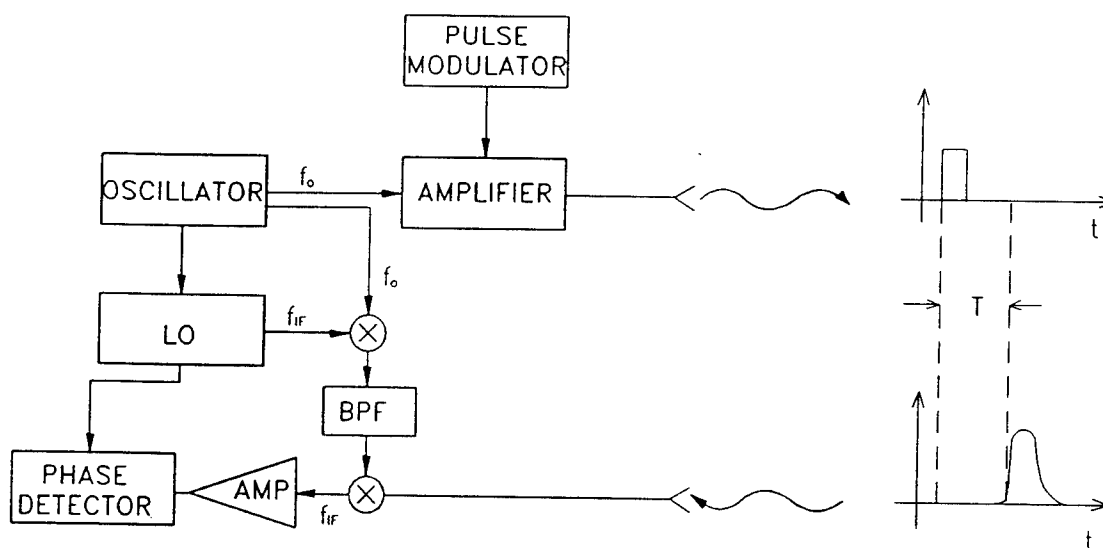 PULSE
MODULATOR
OSCILLATOR
f₀
AMPLIFIER
t
f₀
T
LO
f_IF
BPF
PHASE
DETECTOR
AMP
f_IF
t